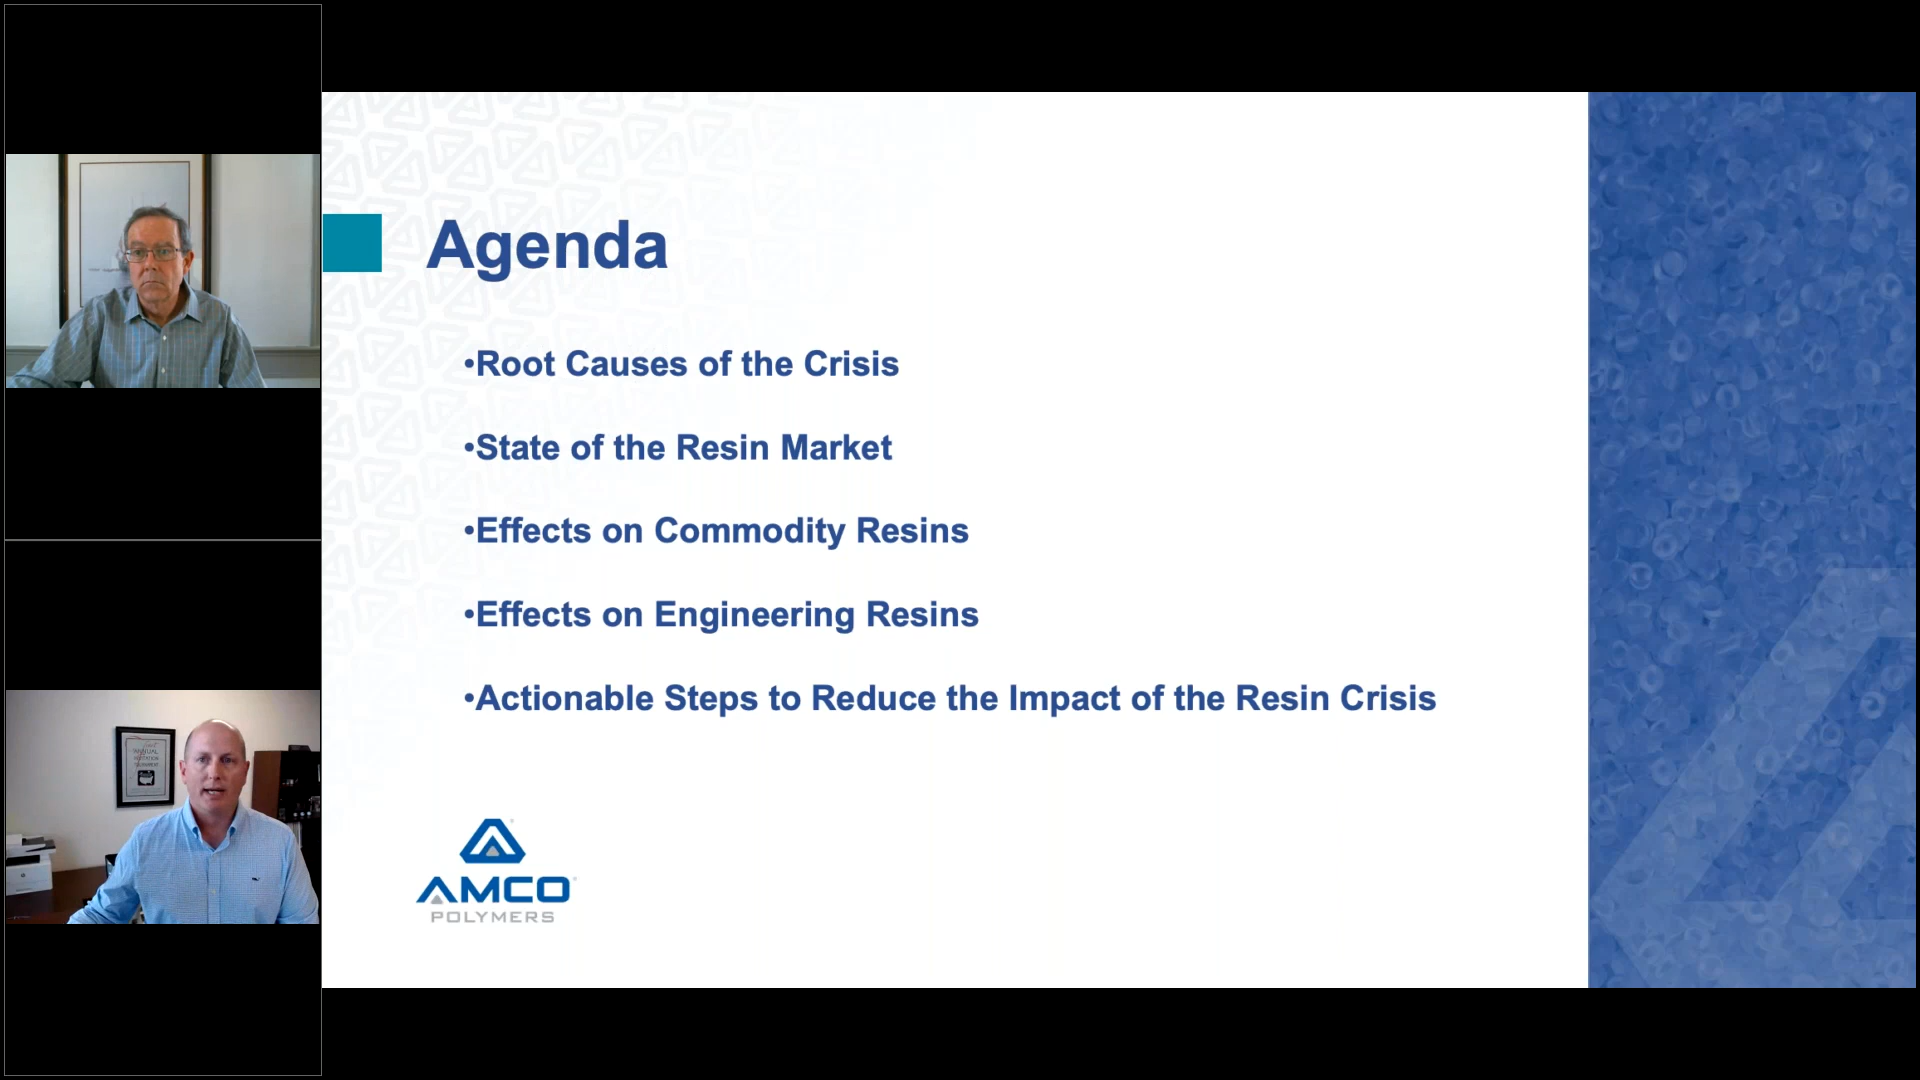 Agenda
•Root Causes of the Crisis
•State of the Resin Market
•Effects on Commodity Resins
•Effects on Engineering Resins
•Actionable Steps to Reduce the Impact of the Resin Crisis
AMCO
POLYMERS